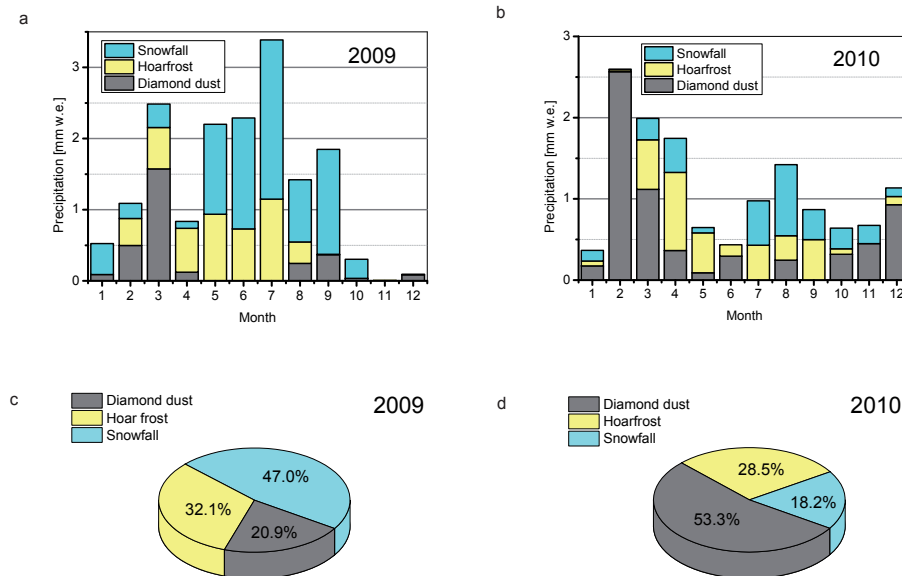 a
Snowfall
Hoarfrost
Diamond dust
2009
Precipitation [mm w.e.]
3
2
1
0
1 2 3 4 5 6 7 8 9 10 11 12
Month
b
Snowfall
Hoarfrost
Diamond dust
2010
Precipitation [mm w.e.]
3
2
1
0
1 2 3 4 5 6 7 8 9 10 11 12
Month
c
Diamond dust
Hoar frost
Snowfall
2009
47.0%
32.1%
20.9%
d
Diamond dust
Hoarfrost
Snowfall
2010
28.5%
18.2%
53.3%